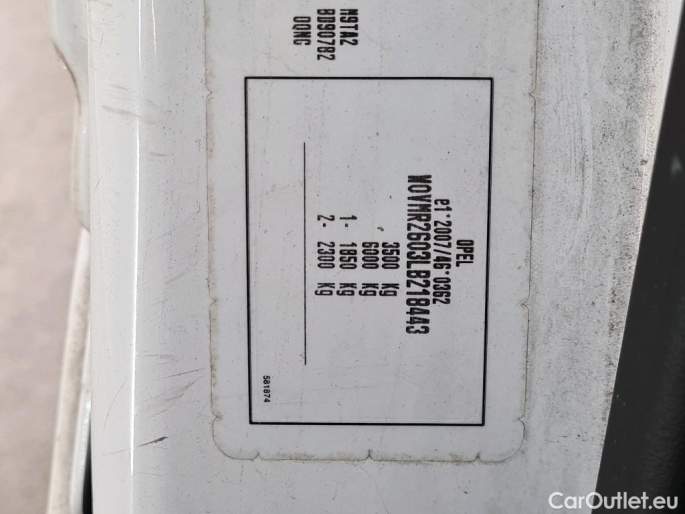 M9TA2
BD90782
0QNC
OPEL
e1*2007/46*0362
W0VMR2603LB218443
3500 Kg
6000 Kg
1- 1850 Kg
2- 2300 Kg
581874
CarOutlet.eu